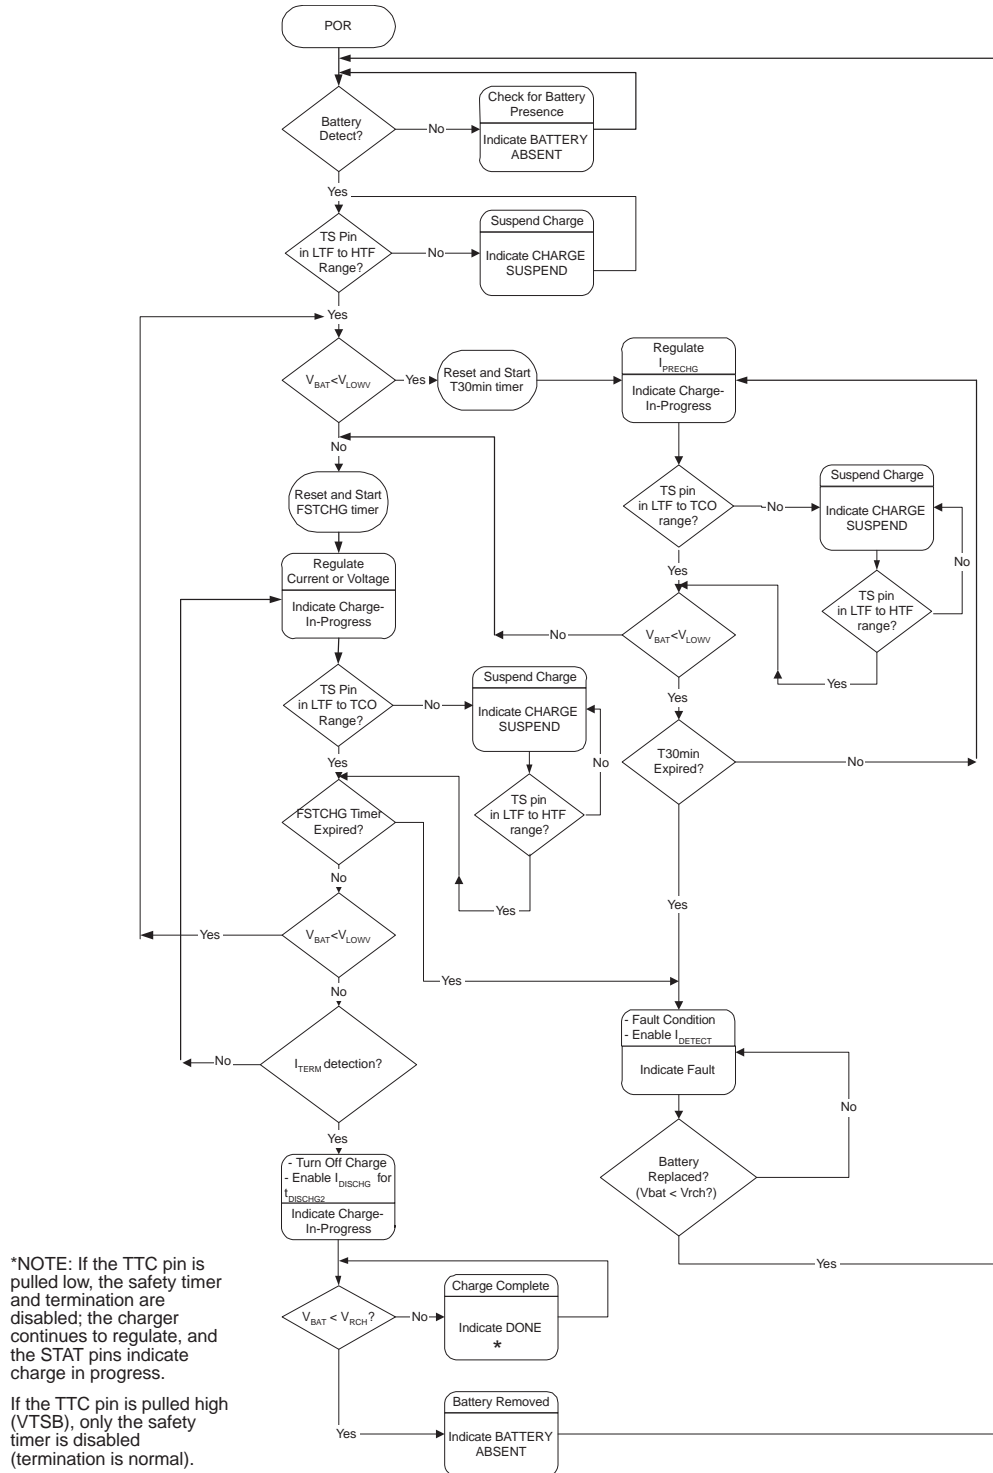 POR
Battery
Detect?
No
Check for Battery
Presence
Indicate BATTERY
ABSENT
Yes
TS Pin
in LTF to HTF
Range?
No
Suspend Charge
Indicate CHARGE
SUSPEND
Yes
VBAT<VLOWV
Yes
Reset and Start
T30min timer
Regulate
IPRECHG
Indicate Charge-
In-Progress
No
Reset and Start
FSTCHG timer
TS pin
in LTF to TCO
range?
No
Suspend Charge
Indicate CHARGE
SUSPEND
No
TS pin
in LTF to HTF
range?
Yes
Yes
VBAT<VLOWV
No
Yes
T30min
Expired?
No
Yes
Regulate
Current or Voltage
Indicate Charge-
In-Progress
TS Pin
in LTF to TCO
Range?
No
Suspend Charge
Indicate CHARGE
SUSPEND
No
TS pin
in LTF to HTF
range?
Yes
Yes
FSTCHG Timer
Expired?
No
Yes
VBAT<VLOWV
Yes
No
ITERM detection?
No
Yes
- Fault Condition
- Enable IDETECT
Indicate Fault
No
Battery
Replaced?
(Vbat < Vrch?)
Yes
- Turn Off Charge
- Enable IDISCHG for
tDISCHG2
Indicate Charge-
In-Progress
VBAT < VRCH?
No
Charge Complete
Indicate DONE
*
Yes
Battery Removed
Indicate BATTERY
ABSENT
*NOTE: If the TTC pin is
pulled low, the safety timer
and termination are
disabled; the charger
continues to regulate, and
the STAT pins indicate
charge in progress.
If the TTC pin is pulled high
(VTSB), only the safety
timer is disabled
(termination is normal).